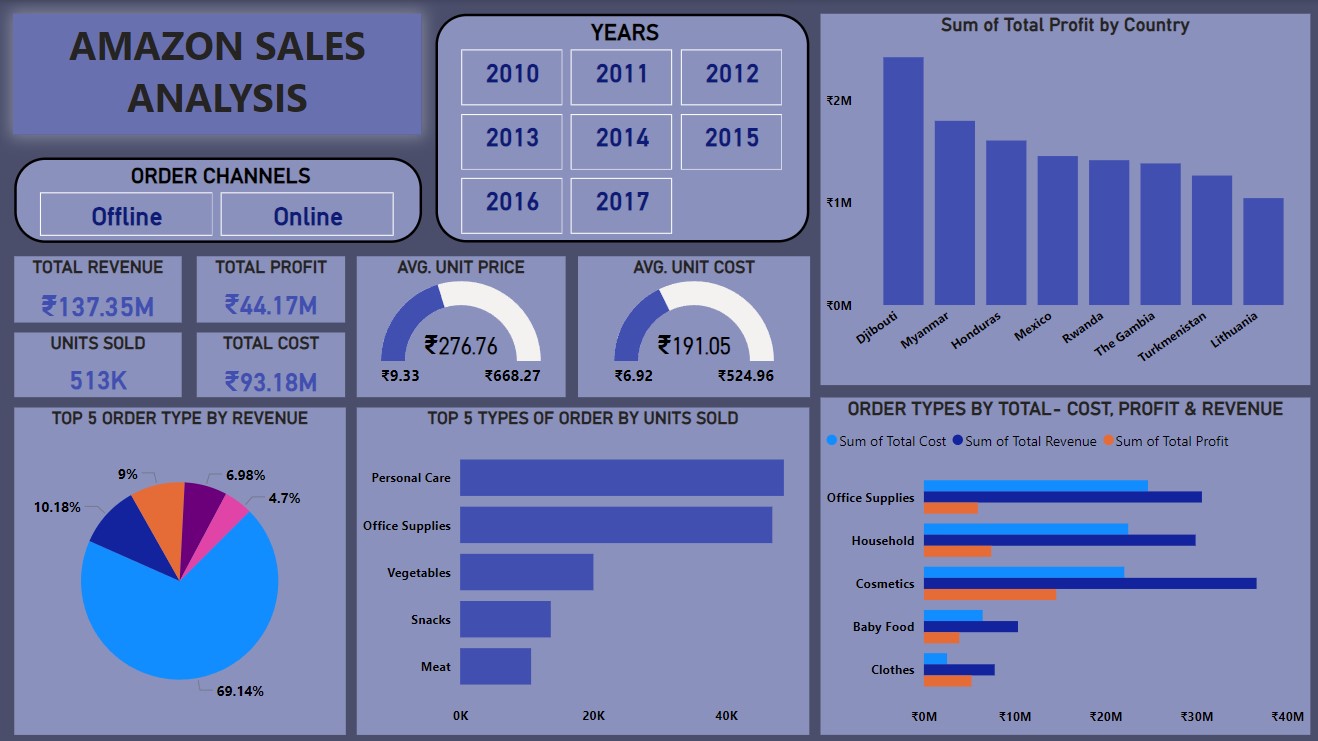 AMAZON SALES
ANALYSIS
ORDER CHANNELS
Offline
Online
YEARS
2010
2011
2012
2013
2014
2015
2016
2017
TOTAL REVENUE
₹137.35M
TOTAL PROFIT
₹44.17M
UNITS SOLD
513K
TOTAL COST
₹93.18M
AVG. UNIT PRICE
₹276.76
₹9.33
₹668.27
AVG. UNIT COST
₹191.05
₹6.92
₹524.96
Sum of Total Profit by Country
₹2M
₹1M
₹0M
Djibouti
Myanmar
Honduras
Mexico
Rwanda
The Gambia
Turkmenistan
Lithuania
TOP 5 ORDER TYPE BY REVENUE
9%
6.98%
4.7%
10.18%
69.14%
TOP 5 TYPES OF ORDER BY UNITS SOLD
Personal Care
Office Supplies
Vegetables
Snacks
Meat
0K
20K
40K
ORDER TYPES BY TOTAL- COST, PROFIT & REVENUE
Sum of Total Cost
Sum of Total Revenue
Sum of Total Profit
Office Supplies
Household
Cosmetics
Baby Food
Clothes
₹0M
₹10M
₹20M
₹30M
₹40M